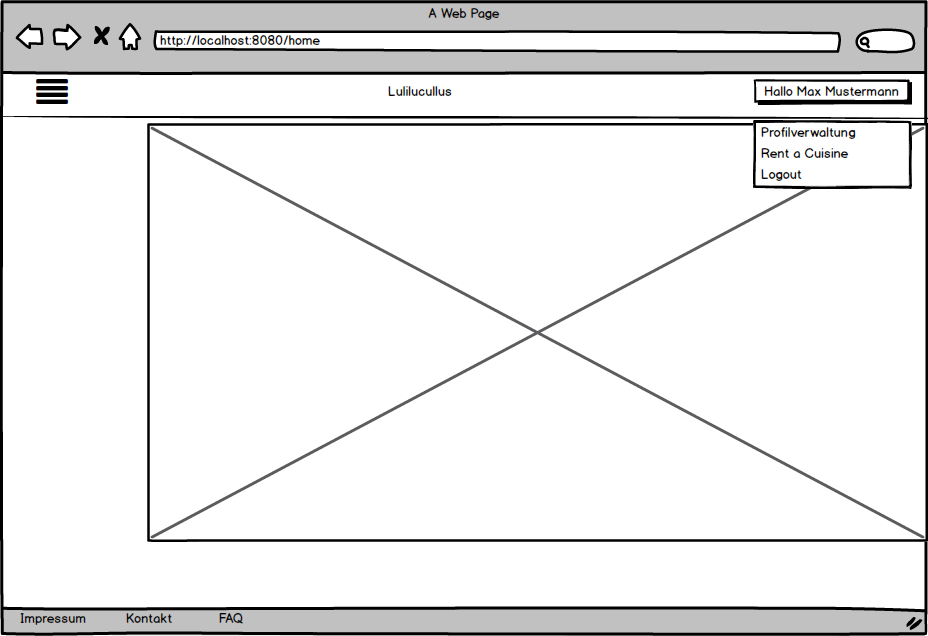 A Web Page
http://localhost:8080/home
Lulilucullus
Hallo Max Mustermann
Profilverwaltung
Rent a Cuisine
Logout
Impressum Kontakt FAQ